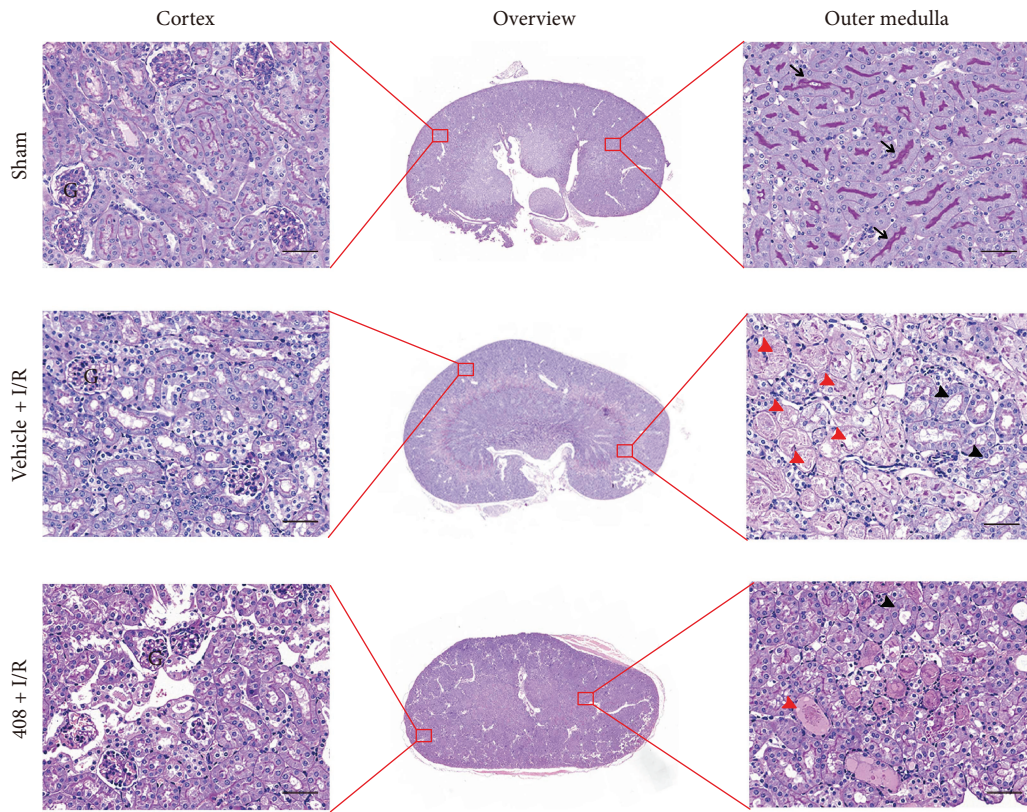 Cortex
Overview
Outer medulla
Sham
G
Vehicle + I/R
G
408 + I/R
G